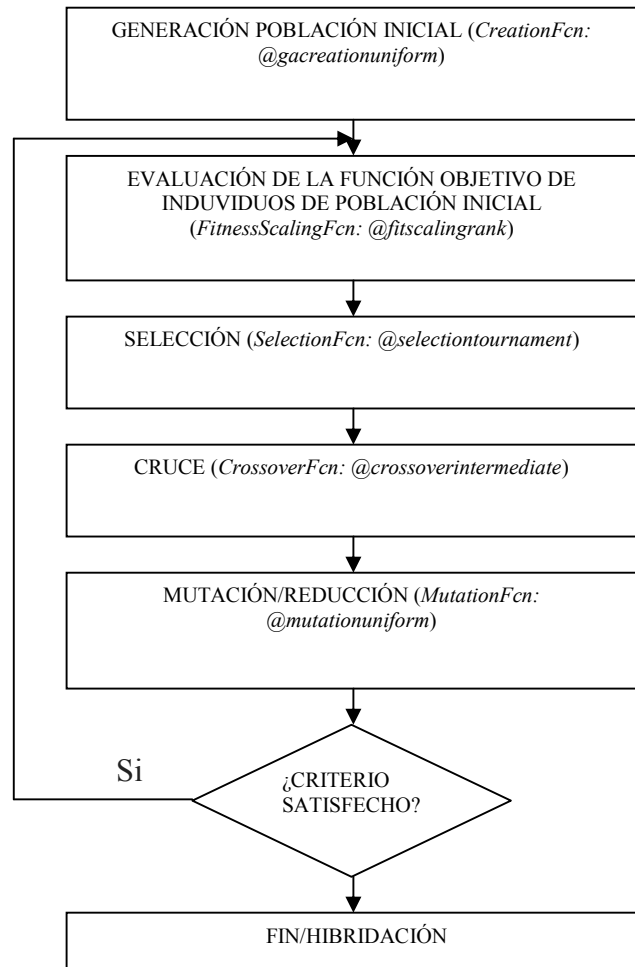 GENERACIÓN POBLACIÓN INICIAL (CreationFcn:
@gacreationuniform)
EVALUACIÓN DE LA FUNCIÓN OBJETIVO DE
INDUVIDUOS DE POBLACIÓN INICIAL
(FitnessScalingFcn: @fitscalingrank)
SELECCIÓN (SelectionFcn: @selectiontournament)
CRUCE (CrossoverFcn: @crossoverintermediate)
MUTACIÓN/REDUCCIÓN (MutationFcn:
@mutationuniform)
Si
¿CRITERIO
SATISFECHO?
FIN/HIBRIDACIÓN